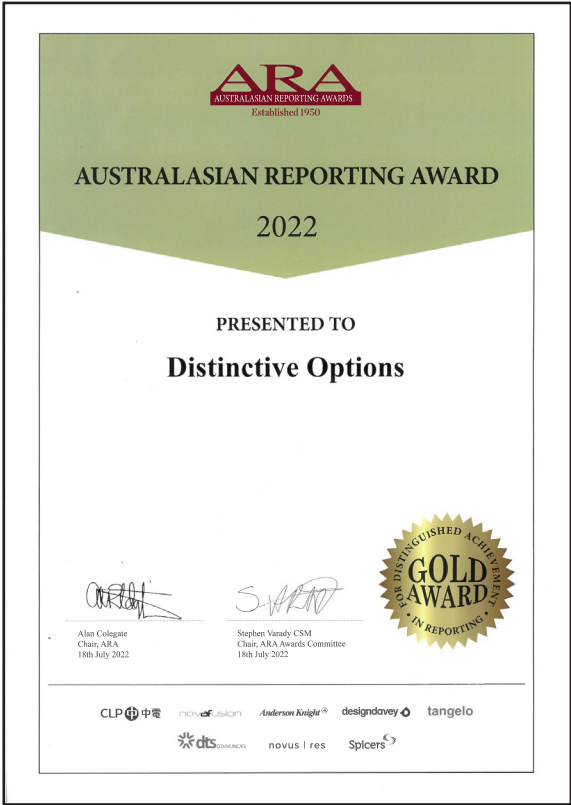 ARA
AUSTRALASIAN REPORTING AWARDS
Established 1950
AUSTRALASIAN REPORTING AWARD
2022
PRESENTED TO
Distinctive Options
FOR DISTINGUISHED ACHIEVEMENT
GOLD
AWARD
• IN REPORTING •
Alan Colegate
Chair, ARA
18th July 2022
Stephen Varady CSM
Chair, ARA Awards Committee
18th July 2022
CLP 中電
novafusion
Anderson Knight
designdavey
tangelo
dts COMMUNICATE
novus | res
Spicers